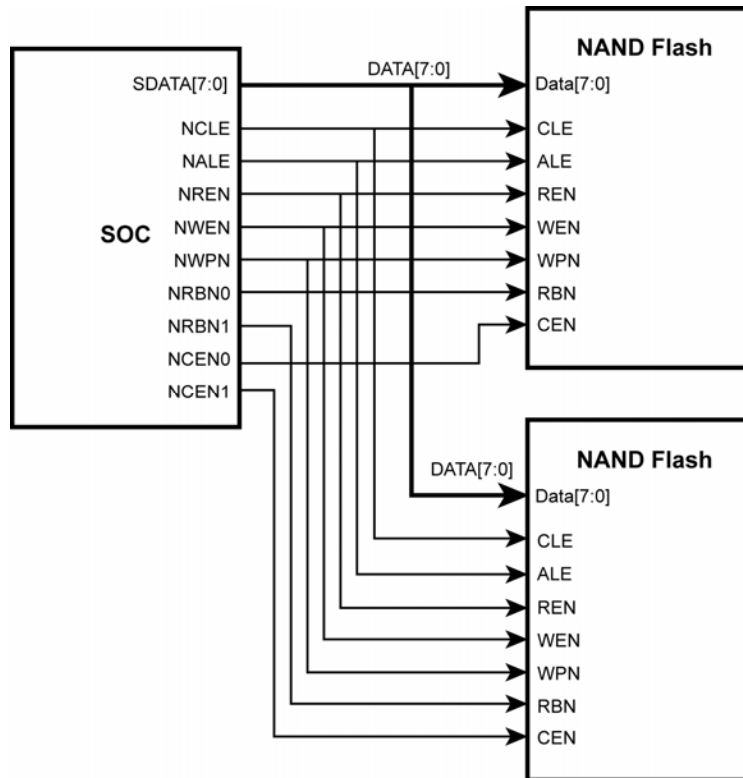 SOC
SDATA[7:0]
NCLE
NALE
NREN
NWEN
NWPN
NRBN0
NRBN1
NCEN0
NCEN1
DATA[7:0]
NAND Flash
Data[7:0]
CLE
ALE
REN
WEN
WPN
RBN
CEN
DATA[7:0]
NAND Flash
Data[7:0]
CLE
ALE
REN
WEN
WPN
RBN
CEN